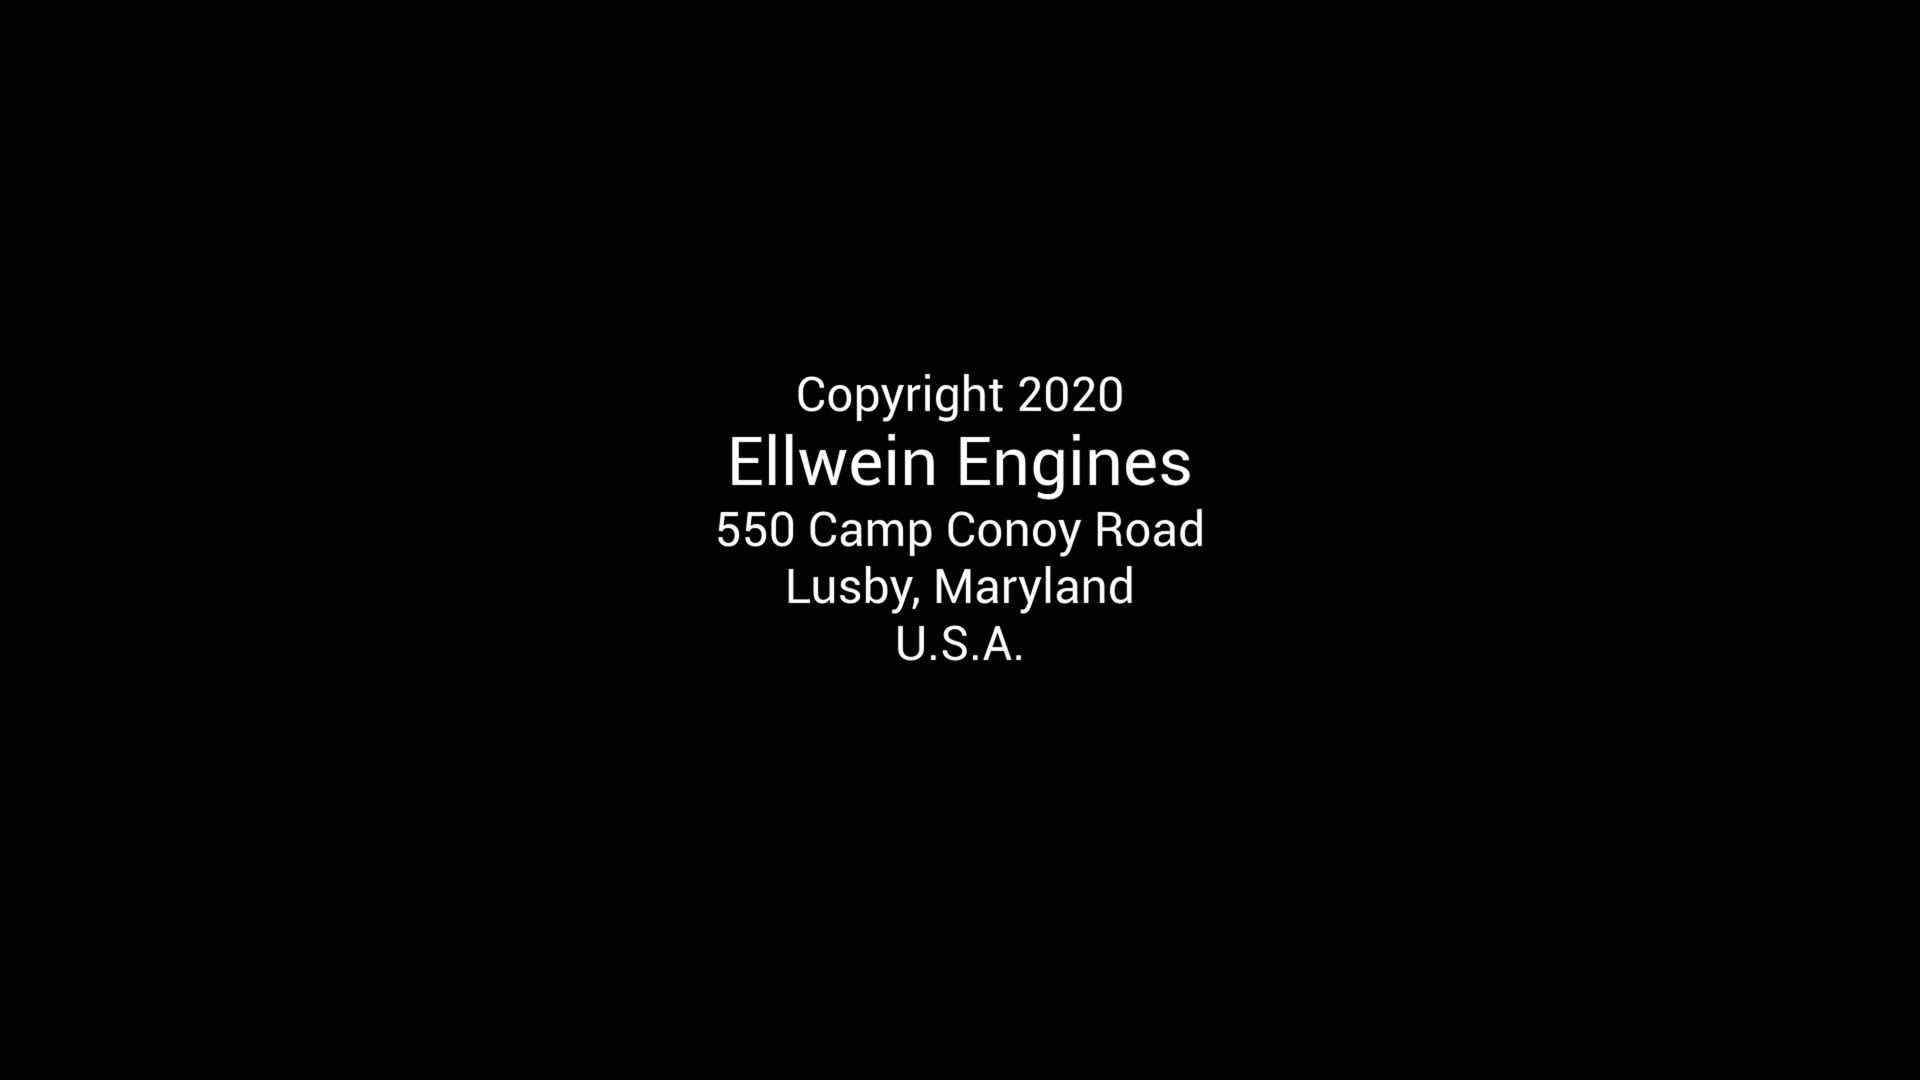 Copyright 2020
Ellwein Engines
550 Camp Conoy Road
Lusby, Maryland
U.S.A.